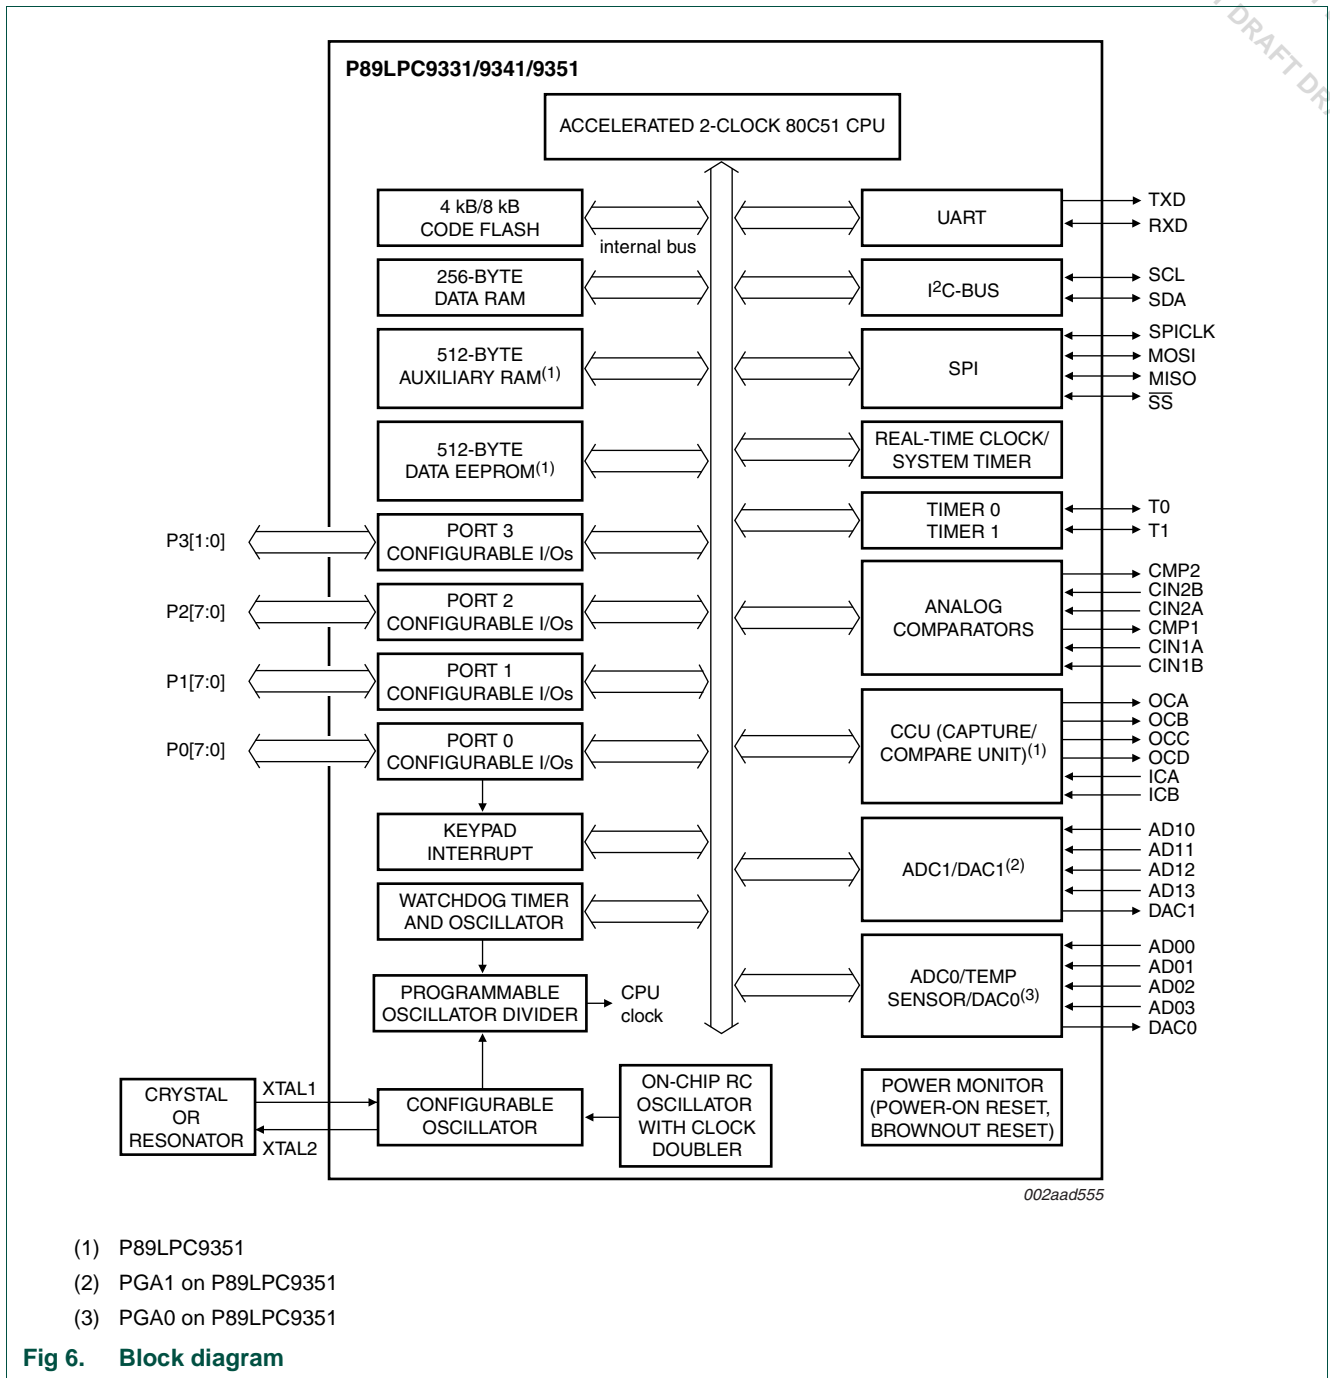 DRAFT DRAFT
P89LPC9331/9341/9351
ACCELERATED 2-CLOCK 80C51 CPU
4 kB/8 kB
CODE FLASH
internal bus
256-BYTE
DATA RAM
512-BYTE
AUXILIARY RAM(1)
512-BYTE
DATA EEPROM(1)
P3[1:0]
PORT 3
CONFIGURABLE I/Os
P2[7:0]
PORT 2
CONFIGURABLE I/Os
P1[7:0]
PORT 1
CONFIGURABLE I/Os
P0[7:0]
PORT 0
CONFIGURABLE I/Os
KEYPAD
INTERRUPT
WATCHDOG TIMER
AND OSCILLATOR
PROGRAMMABLE
OSCILLATOR DIVIDER
CPU
clock
CRYSTAL
OR
RESONATOR
XTAL1
XTAL2
CONFIGURABLE
OSCILLATOR
ON-CHIP RC
OSCILLATOR
WITH CLOCK
DOUBLER
UART
TXD
RXD
I2C-BUS
SCL
SDA
SPI
SPICLK
MOSI
MISO
SS
REAL-TIME CLOCK/
SYSTEM TIMER
TIMER 0
TIMER 1
T0
T1
ANALOG
COMPARATORS
CMP2
CIN2B
CIN2A
CMP1
CIN1A
CIN1B
CCU (CAPTURE/
COMPARE UNIT)(1)
OCA
OCB
OCC
OCD
ICA
ICB
ADC1/DAC1(2)
AD10
AD11
AD12
AD13
DAC1
ADC0/TEMP
SENSOR/DAC0(3)
AD00
AD01
AD02
AD03
DAC0
POWER MONITOR
(POWER-ON RESET,
BROWNOUT RESET)
002aad555
(1) P89LPC9351
(2) PGA1 on P89LPC9351
(3) PGA0 on P89LPC9351
Fig 6. Block diagram